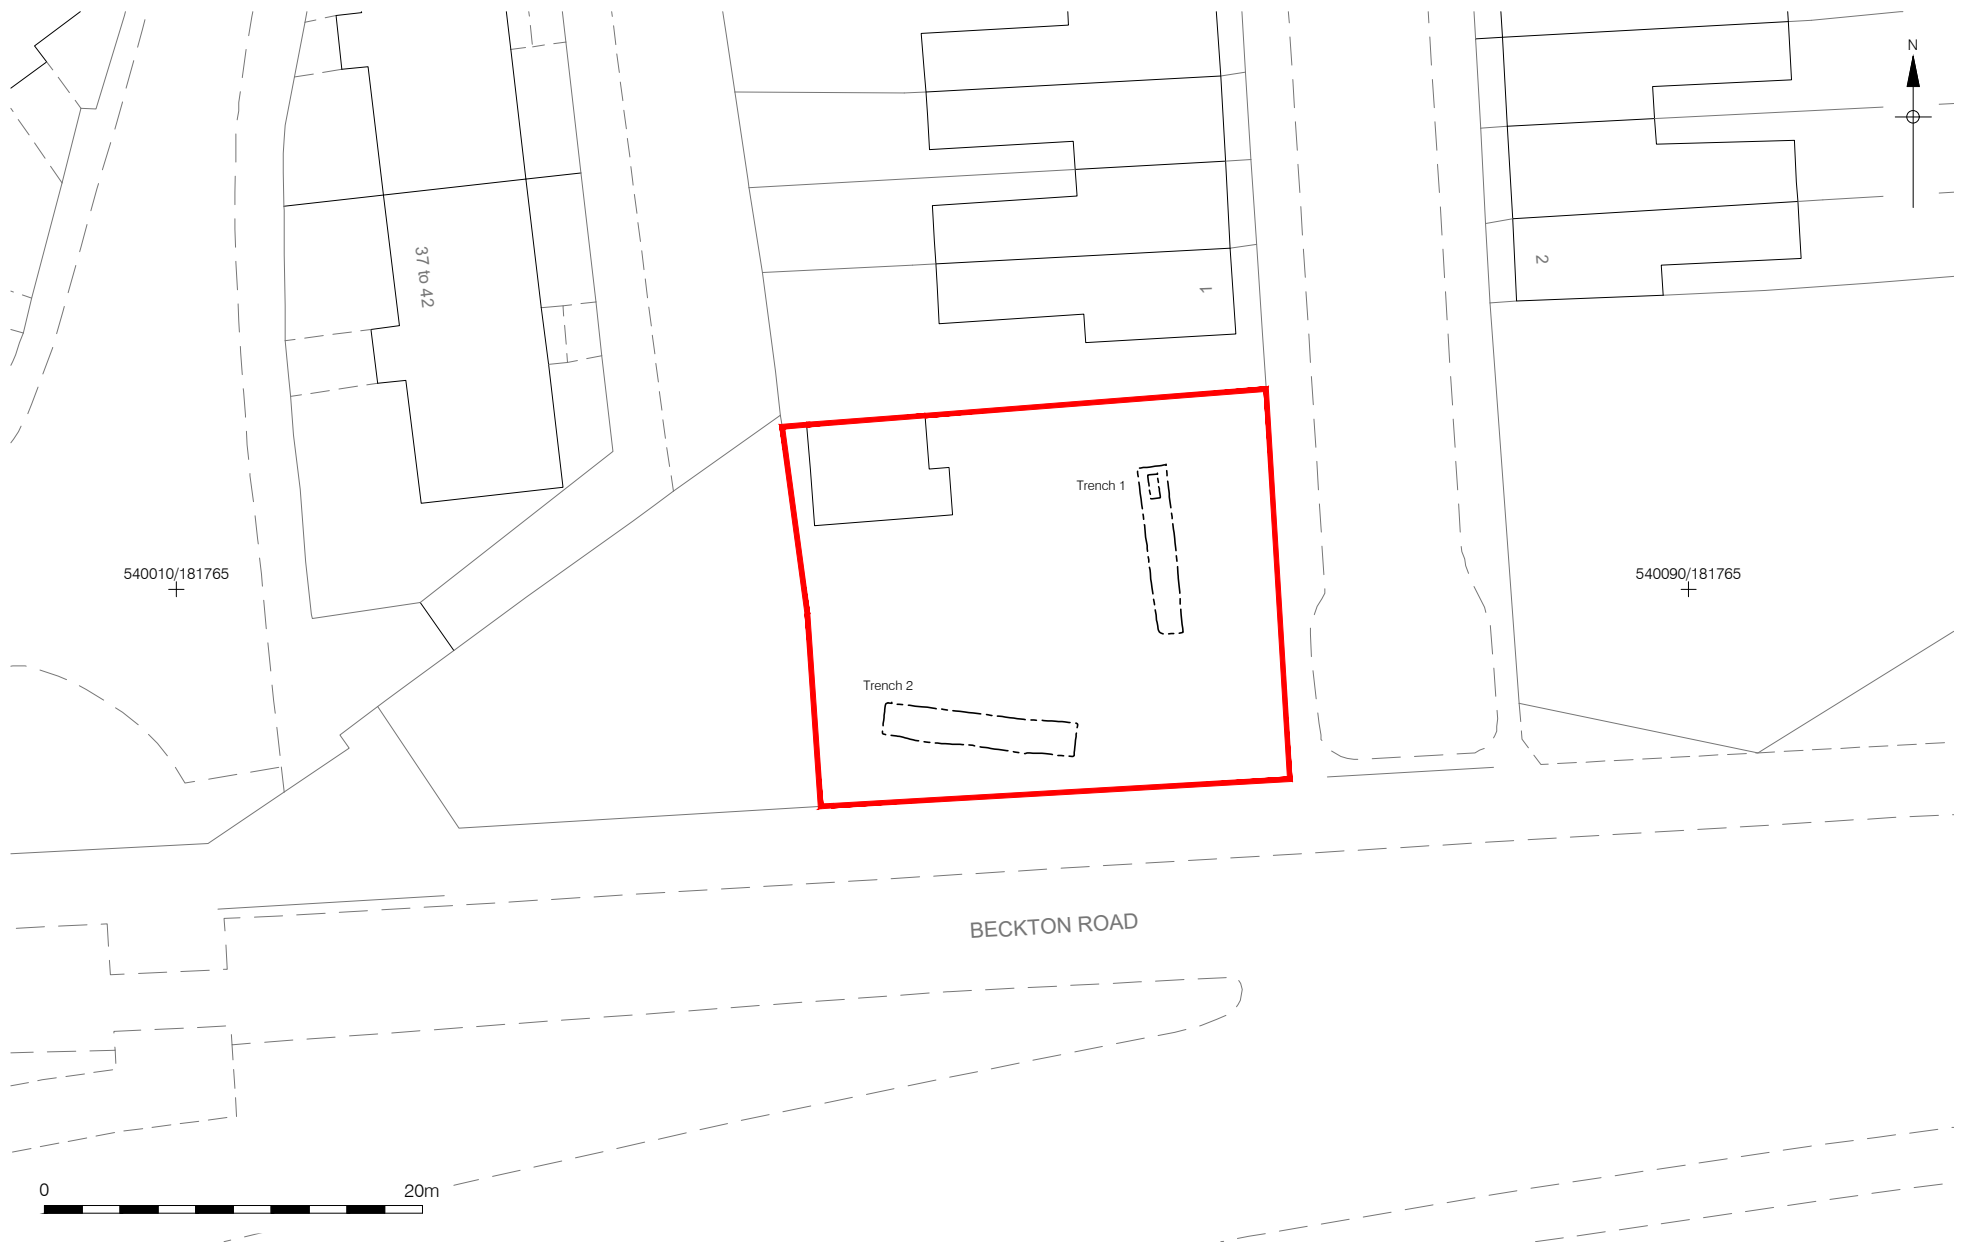 N
37 to 42
1
2
Trench 1
540010/181765
540090/181765
Trench 2
BECKTON ROAD
0
20m